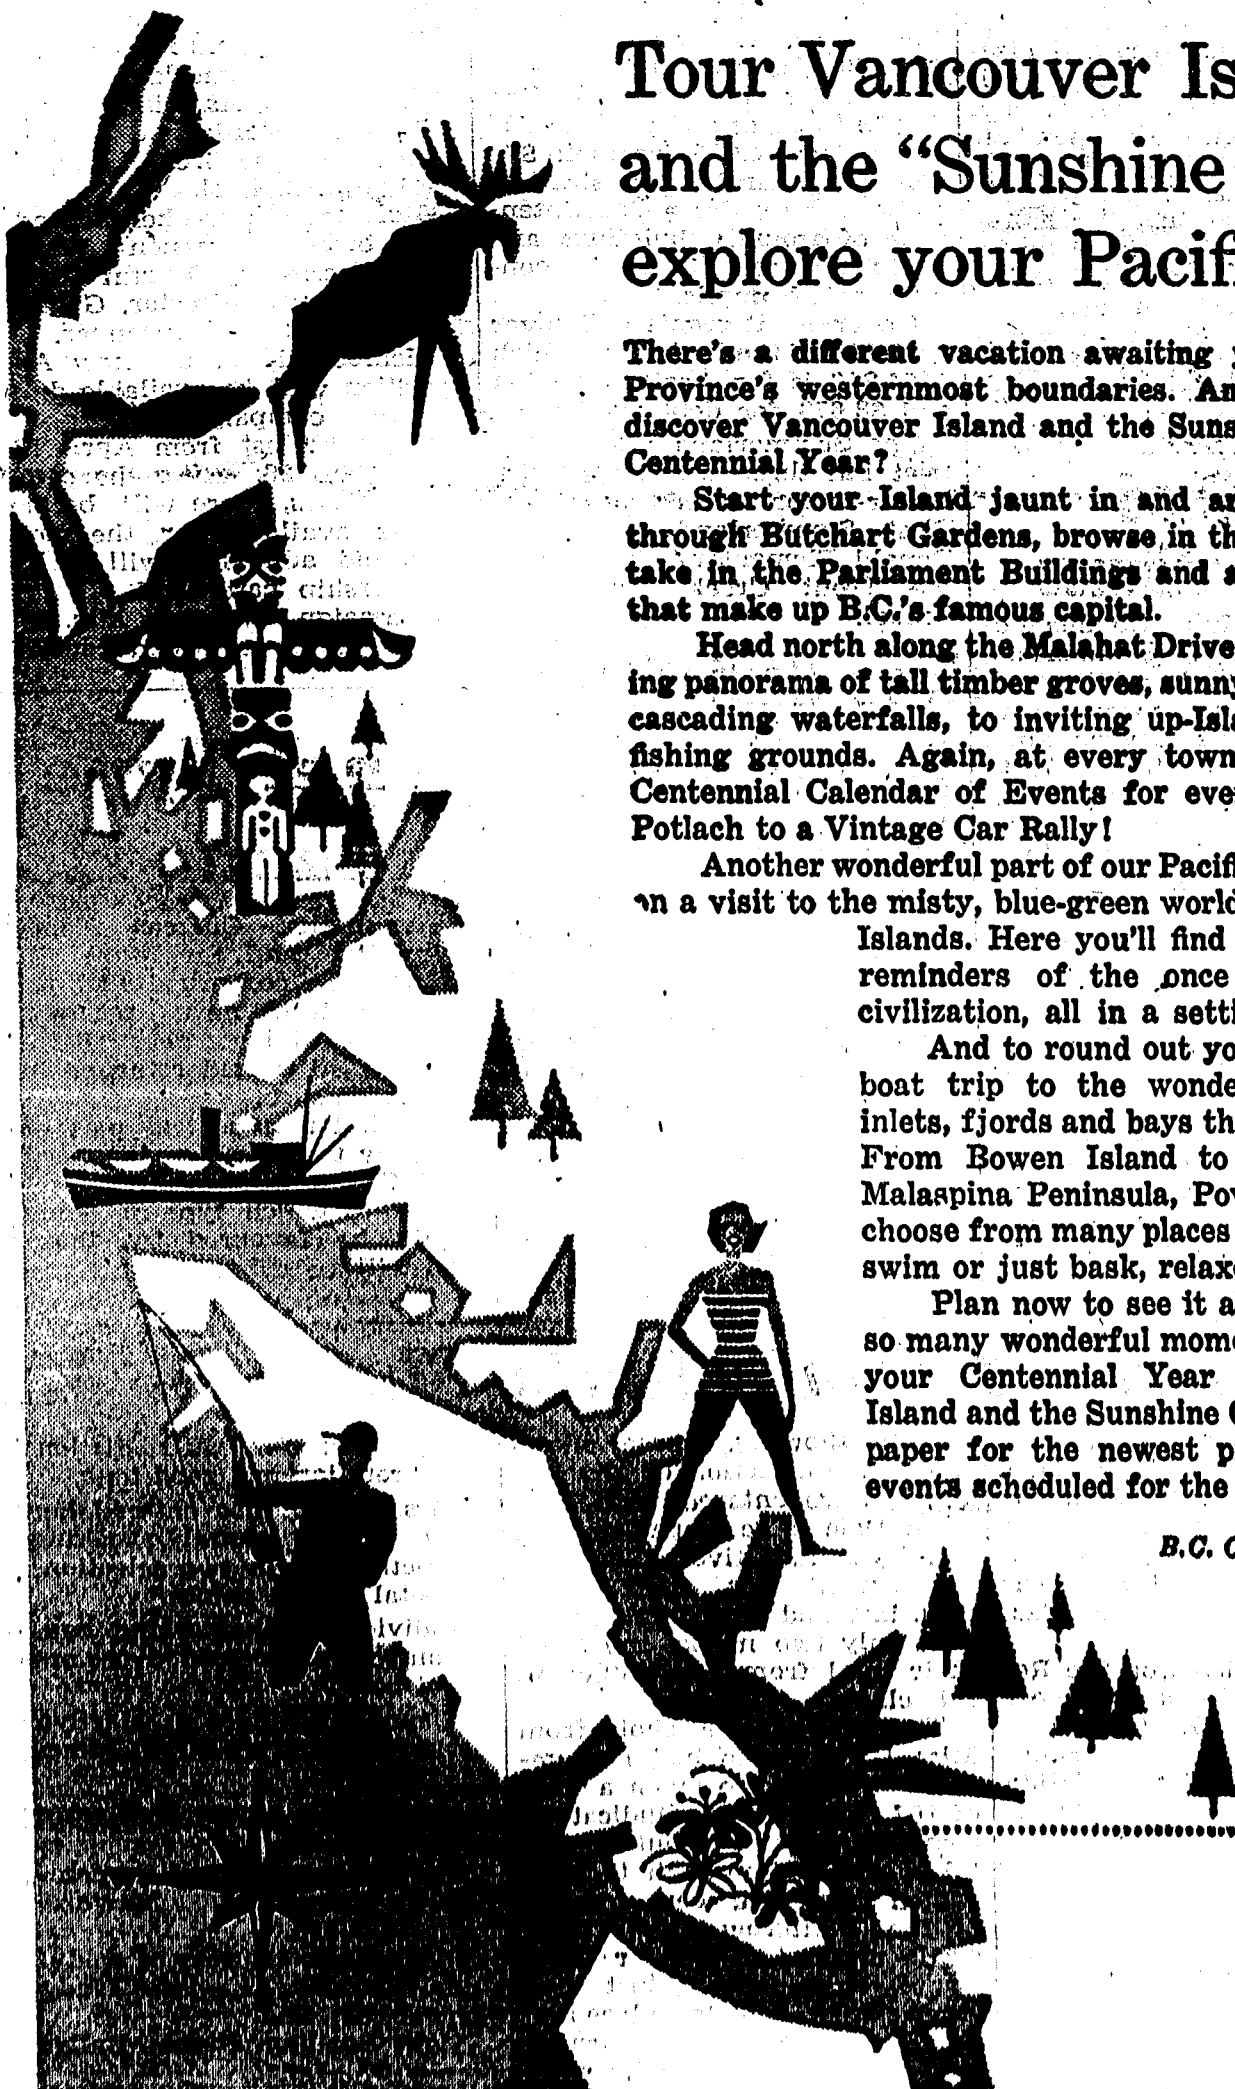 Tour Vancouver Is
and the “Sunshine
explore your Pacif
There's a different vacation awaiting
Province's westernmost boundaries. An
discover Vancouver Island and the Suns
Centennial Year?
Start your Island jaunt in and ar
through Butchart Gardens, browse in th
take in the Parliament Buildings and a
that make up B.C.'s famous capital.
Head north along the Malahat Drive
ing panorama of tall timber groves, sunny
cascading waterfalls, to inviting up-Isla
fishing grounds. Again, at every town
Centennial Calendar of Events for eve
Potlach to a Vintage Car Rally!
Another wonderful part of our Pacif
on a visit to the misty, blue-green world
Islands. Here you'll find
reminders of the once
civilization, all in a setti
And to round out yo
boat trip to the wonde
inlets, fjords and bays th
From Bowen Island to
Malaspina Peninsula, Pow
choose from many places
swim or just bask, relaxe
Plan now to see it a
so many wonderful mome
your Centennial Year
Island and the Sunshine C
paper for the newest p
events scheduled for the
B.C. C